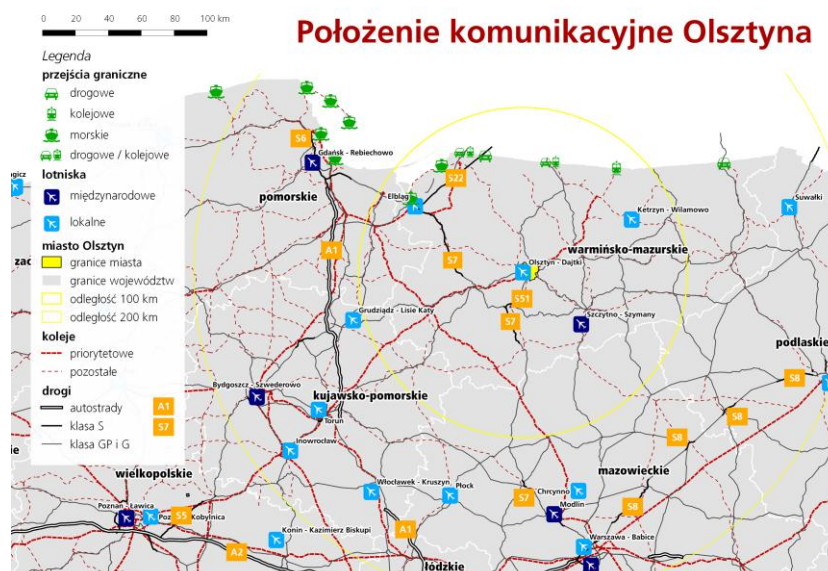 0 20 40 60 80 100 km
Położenie komunikacyjne Olsztyna
Legenda
przejścia graniczne
drogowe
kolejowe
morskie
drogowe / kolejowe
lotniska
międzynarodowe
lokalne
miasto Olsztyn
granice miasta
granice województw
odległość 100 km
odległość 200 km
koleje
priorytetowe
pozostałe
drogi
autostrady A1
klasa S S7
klasa GP i G
S6
Gdańsk - Rebiechowo
pomorskie
Elbląg
S22
Kętrzyn - Wilamowo
Suwałki
warmińsko-mazurskie
A1
S7
Olsztyn - Dajtki
S51
S7
Szczytno - Szymany
Grudziądz - Lisie Kąty
podlaskie
Bydgoszcz - Szwederowo
kujawsko-pomorskie
S8
Toruń
S8
Inowrocław
S8
wielkopolskie
mazowieckie
Włocławek - Kruszyn
Płock
Chrcynno
S7
Modlin
S8
Poznań - Ławica
Kobylnica
S5
Konin - Kazimierz Biskupi
A1
A2
Warszawa - Babice
łódzkie